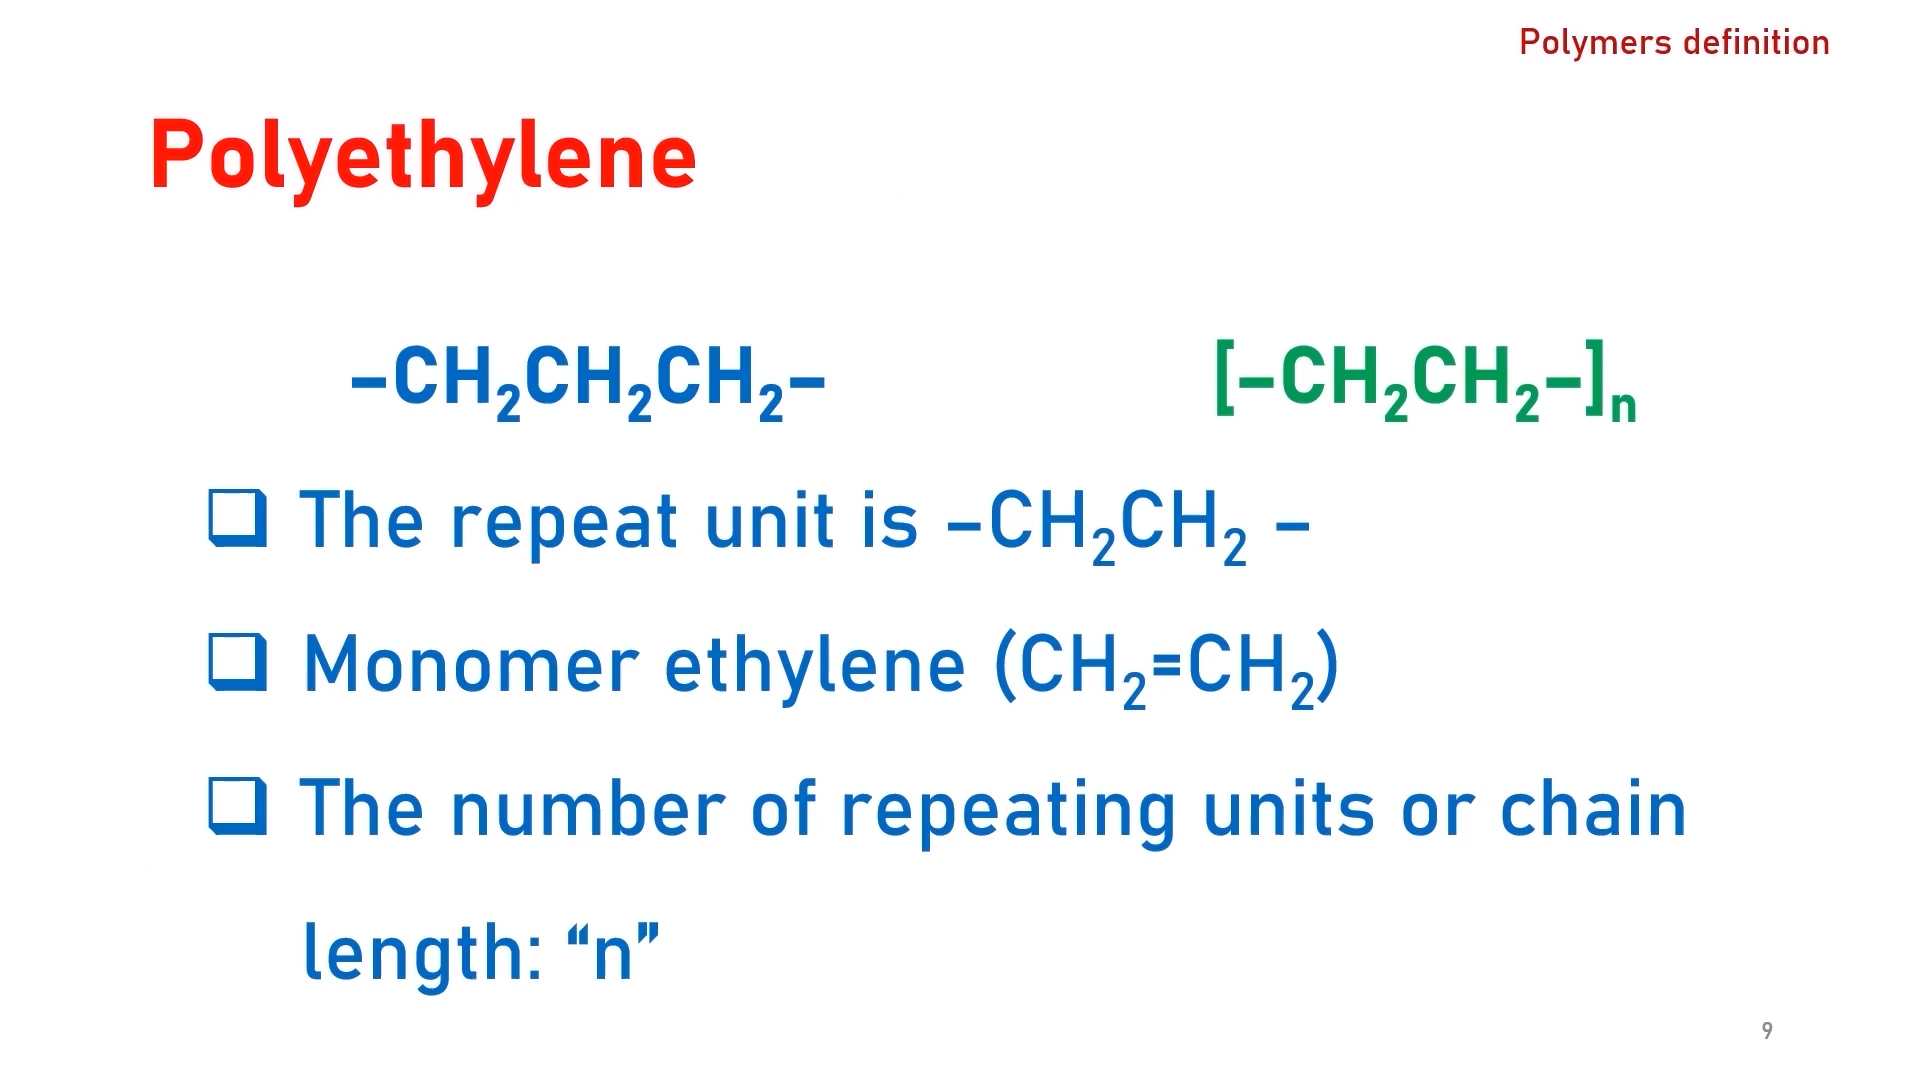 Polymers definition
Polyethylene
–CH₂CH₂CH₂–
[–CH₂CH₂–]ₙ
❑ The repeat unit is –CH₂CH₂ –
❑ Monomer ethylene (CH₂=CH₂)
❑ The number of repeating units or chain
length: “n”
9